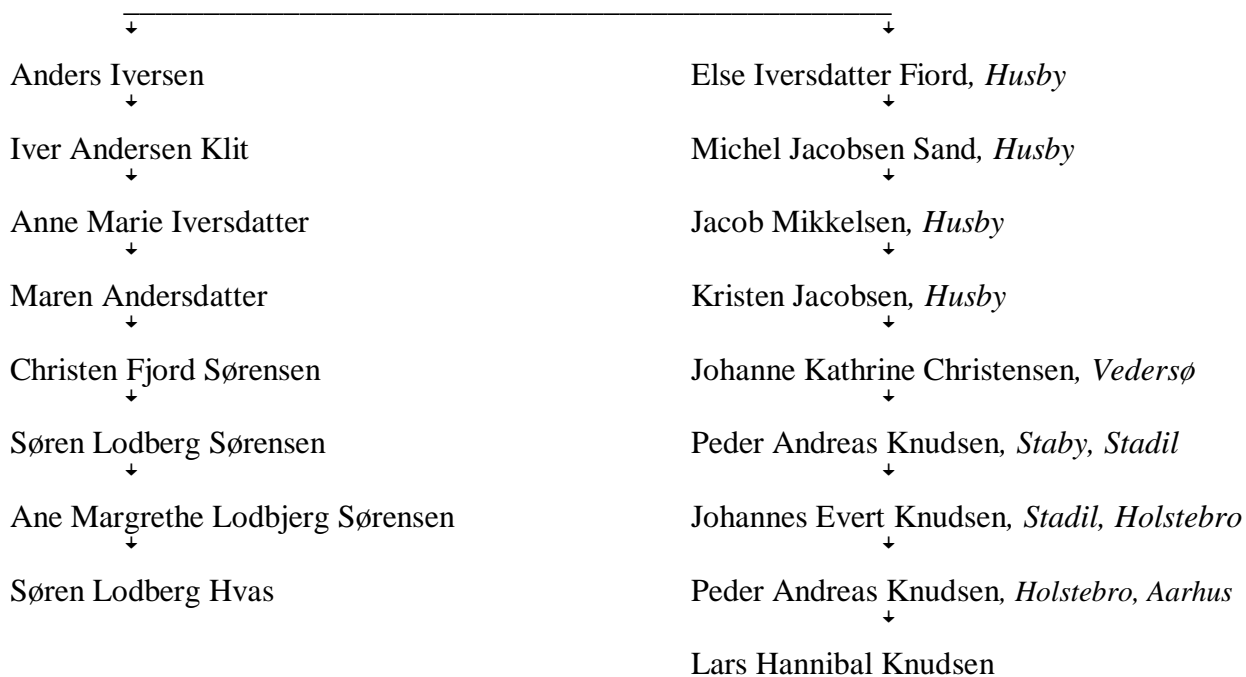 Anders Iversen
Else Iversdatter Fiord, Husby
Iver Andersen Klit
Michel Jacobsen Sand, Husby
Anne Marie Iversdatter
Jacob Mikkelsen, Husby
Maren Andersdatter
Kristen Jacobsen, Husby
Christen Fjord Sørensen
Johanne Kathrine Christensen, Vedersø
Søren Lodberg Sørensen
Peder Andreas Knudsen, Staby, Stadil
Ane Margrethe Lodbjerg Sørensen
Johannes Evert Knudsen, Stadil, Holstebro
Søren Lodberg Hvas
Peder Andreas Knudsen, Holstebro, Aarhus
Lars Hannibal Knudsen